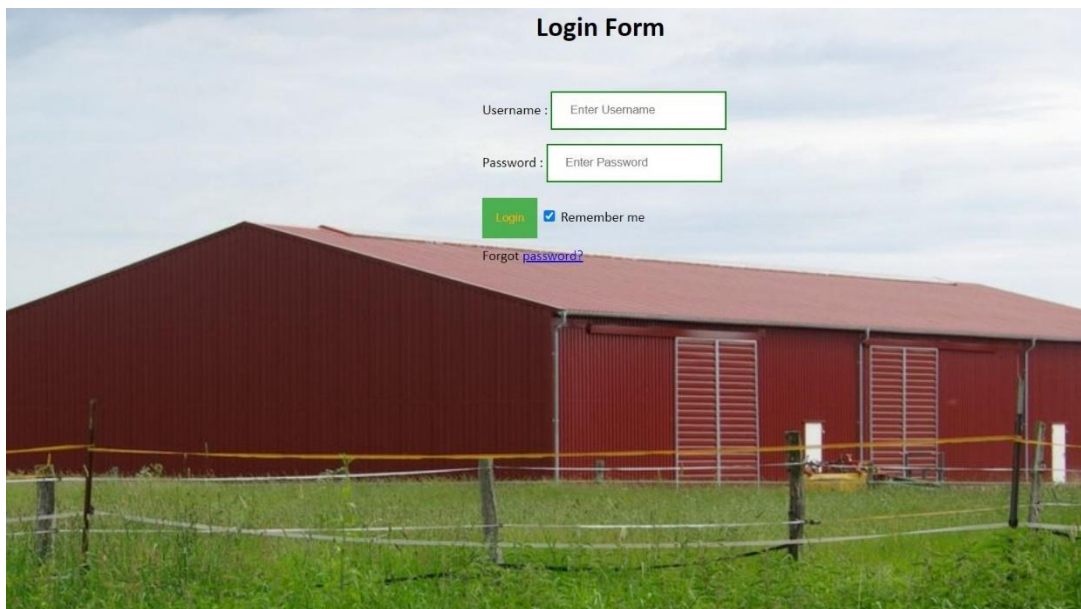 Login Form
Username : Enter Username
Password : Enter Password
Login Remember me
Forgot password?